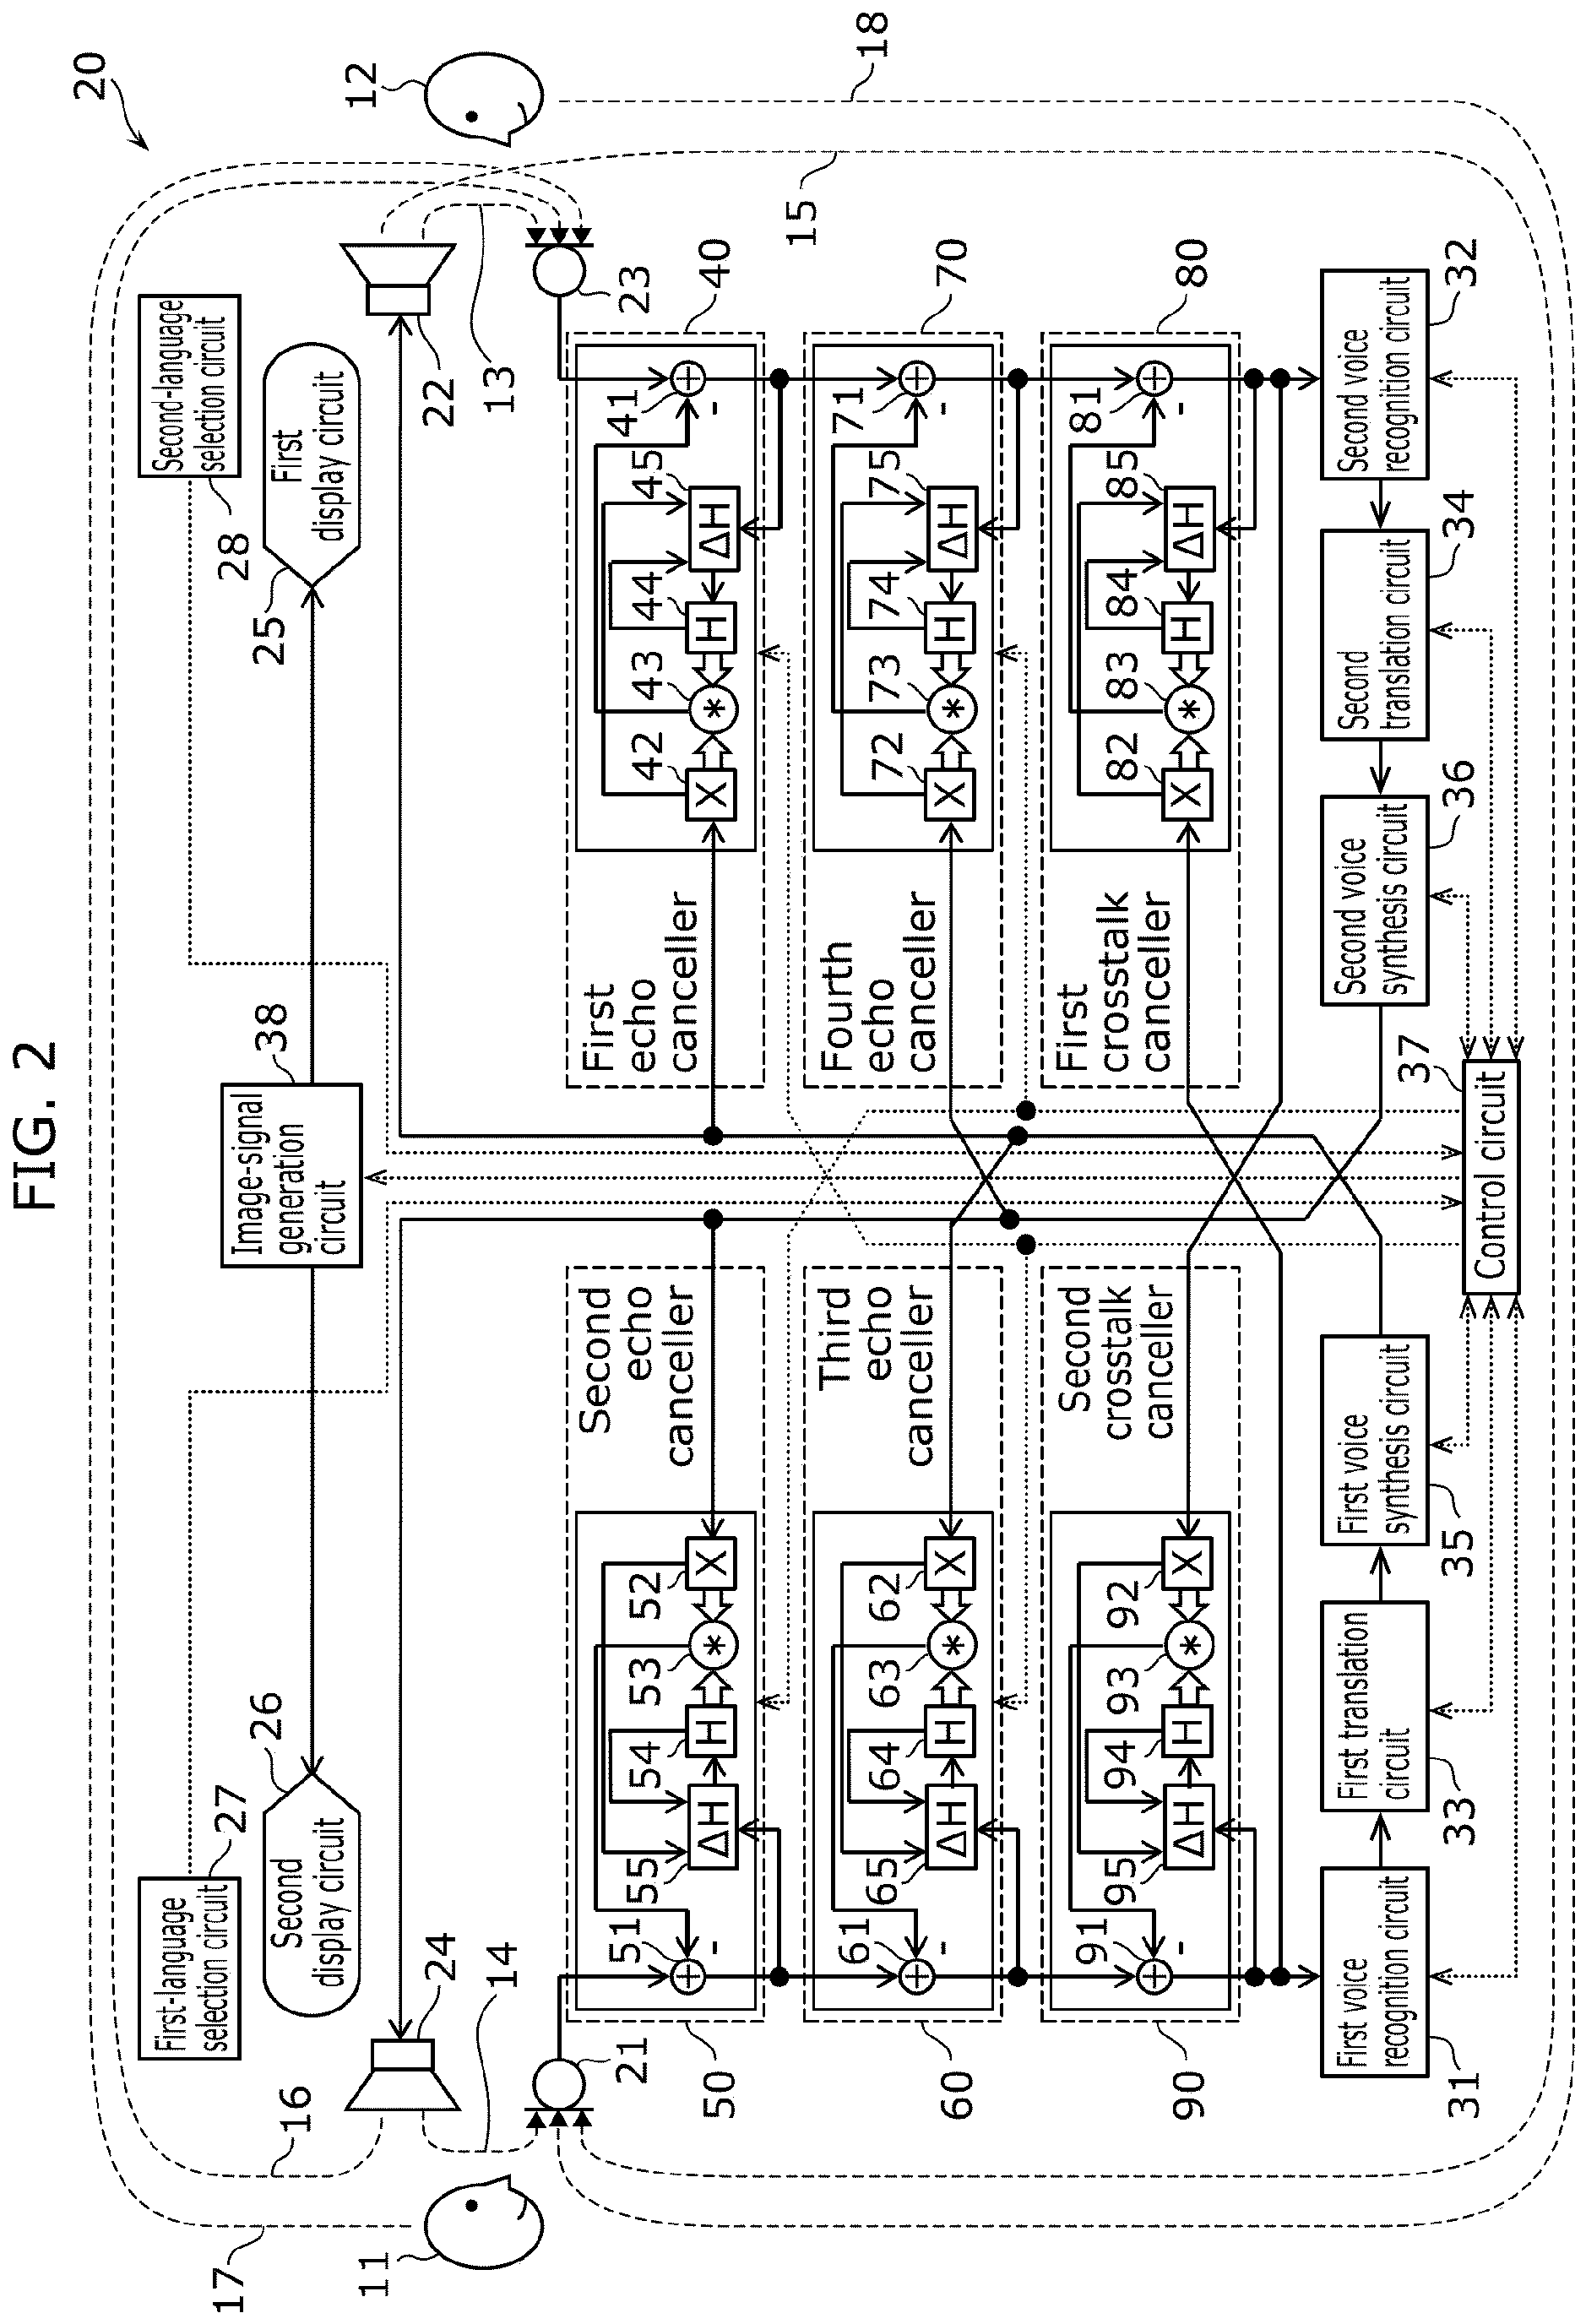 FIG. 2
20
17
16
18
15
11
12
First-language
selection circuit
27
Second-language
selection circuit
28
Second
display circuit
26
Image-signal
generation
circuit
38
First
display circuit
25
24
14
22
13
21
23
50
51
55
54
53
52
ΔH
H
*
X
-
Second
echo
canceller
First
echo
canceller
40
41
42
43
44
45
X
*
H
ΔH
-
60
61
65
64
63
62
ΔH
H
*
X
-
Third
echo
canceller
Fourth
echo
canceller
70
71
72
73
74
75
X
*
H
ΔH
-
90
91
95
94
93
92
ΔH
H
*
X
-
Second
crosstalk
canceller
First
crosstalk
canceller
80
81
82
83
84
85
X
*
H
ΔH
-
First voice
recognition circuit
31
First translation
circuit
33
First voice
synthesis circuit
35
Control circuit
37
Second voice
synthesis circuit
36
Second
translation circuit
34
Second voice
recognition circuit
32